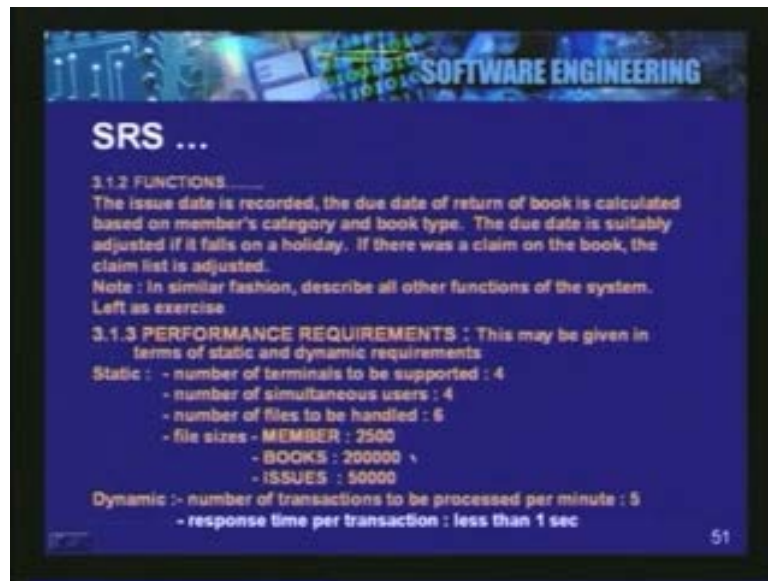 SOFTWARE ENGINEERING
SRS ...
3.1.2 FUNCTIONS........
The issue date is recorded, the due date of return of book is calculated
based on member's category and book type. The due date is suitably
adjusted if it falls on a holiday. If there was a claim on the book, the
claim list is adjusted.
Note : In similar fashion, describe all other functions of the system.
Left as exercise
3.1.3 PERFORMANCE REQUIREMENTS : This may be given in
terms of static and dynamic requirements
Static : - number of terminals to be supported : 4
- number of simultaneous users : 4
- number of files to be handled : 6
- file sizes - MEMBER : 2500
- BOOKS : 200000
- ISSUES : 50000
Dynamic :- number of transactions to be processed per minute : 5
- response time per transaction : less than 1 sec
51